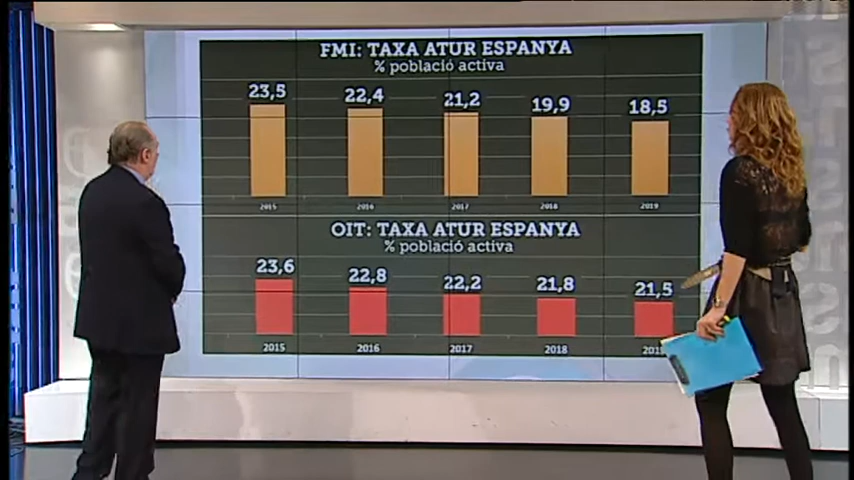 FMI: TAXA ATUR ESPANYA
% població activa
23,5 22,4 21,2 19,9 18,5
2015 2016 2017 2018 2019
OIT: TAXA ATUR ESPANYA
% població activa
23,6 22,8 22,2 21,8 21,5
2015 2016 2017 2018